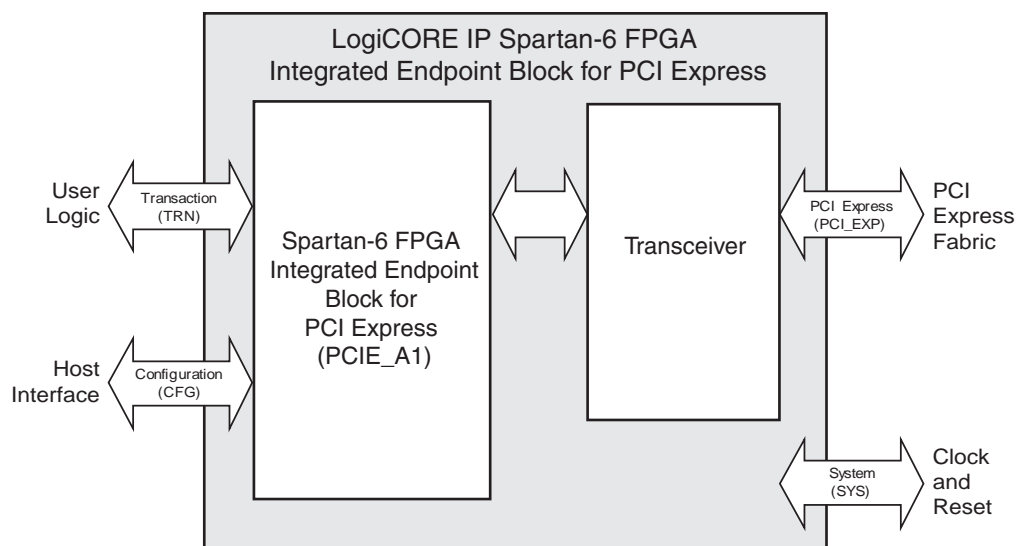 LogiCORE IP Spartan-6 FPGA
Integrated Endpoint Block for PCI Express
User
Logic
Transaction
(TRN)
Spartan-6 FPGA
Integrated Endpoint
Block for
PCI Express
(PCIE_A1)
Transceiver
PCI Express
(PCI_EXP)
PCI
Express
Fabric
Host
Interface
Configuration
(CFG)
System
(SYS)
Clock
and
Reset